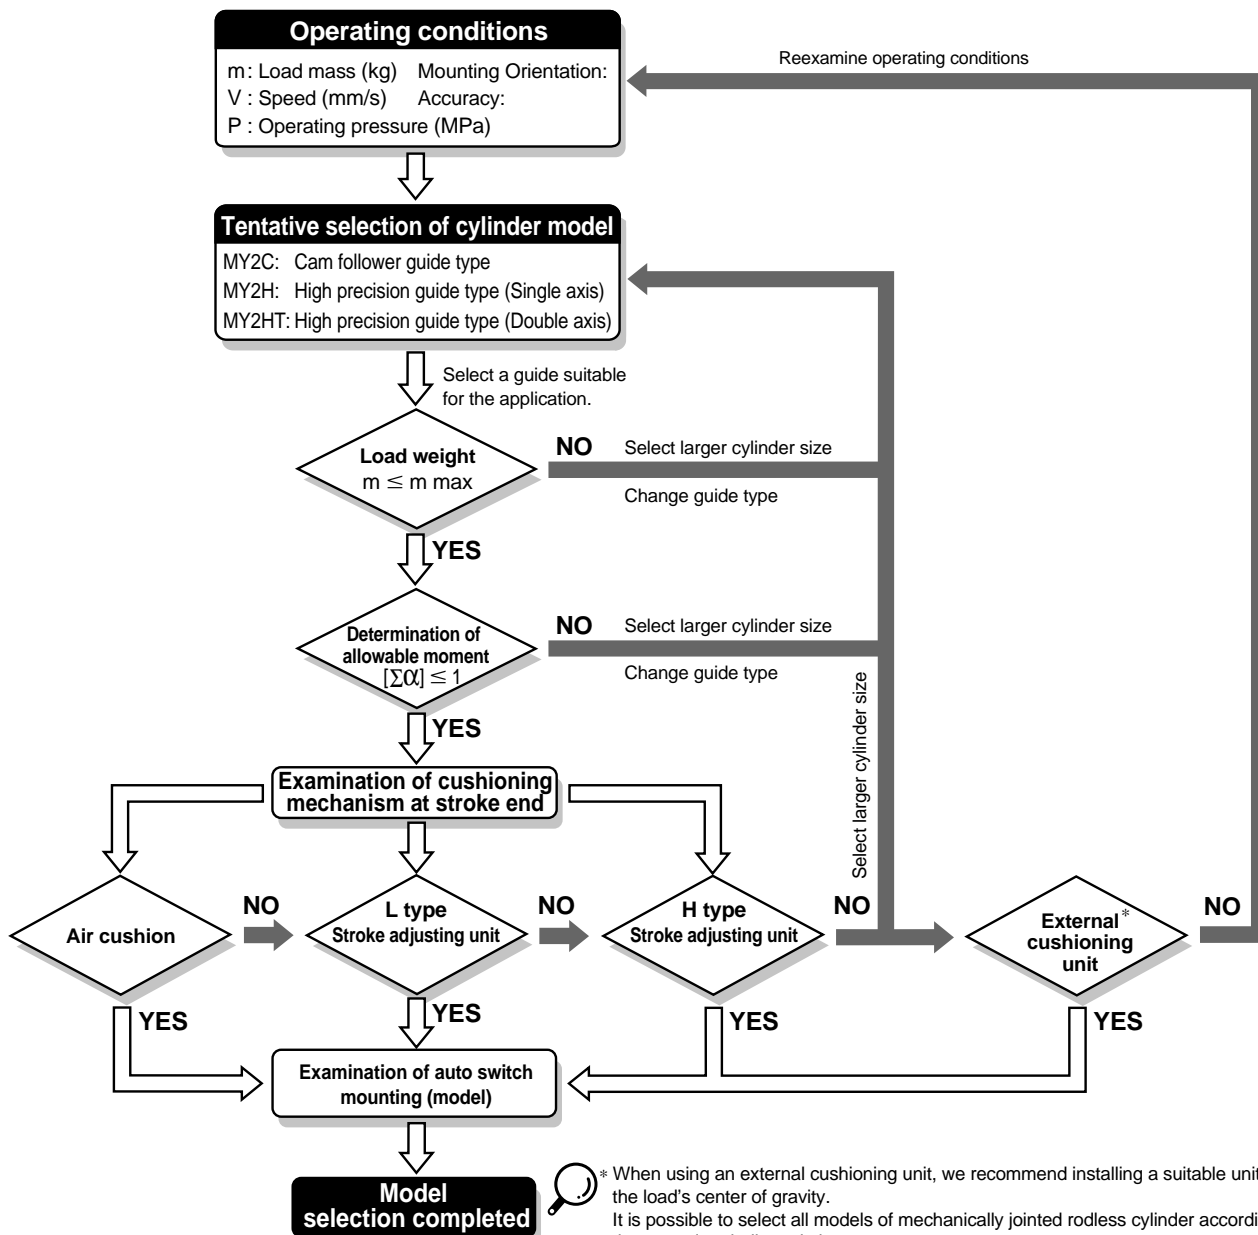 Operating conditions
m : Load mass (kg) Mounting Orientation:
V : Speed (mm/s) Accuracy:
P : Operating pressure (MPa)
Reexamine operating conditions
Tentative selection of cylinder model
MY2C: Cam follower guide type
MY2H: High precision guide type (Single axis)
MY2HT: High precision guide type (Double axis)
Select a guide suitable
for the application.
Load weight
m ≤ m max
NO
Select larger cylinder size
Change guide type
YES
Determination of
allowable moment
[Σα] ≤ 1
NO
Select larger cylinder size
Change guide type
YES
Select larger cylinder size
Examination of cushioning
mechanism at stroke end
Air cushion
NO
L type
Stroke adjusting unit
NO
H type
Stroke adjusting unit
NO
External*
cushioning
unit
NO
YES
YES
YES
YES
Examination of auto switch
mounting (model)
Model
selection completed
* When using an external cushioning unit, we recommend installing a suitable unit
the load's center of gravity.
It is possible to select all models of mechanically jointed rodless cylinder accordi